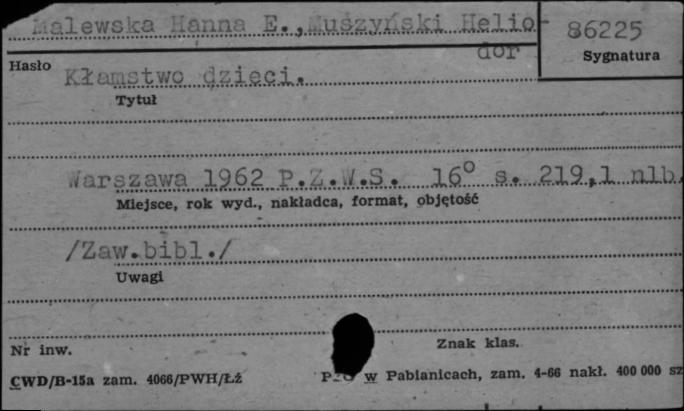 Malewska Hanna E., Muszyński Helio-
dor
86225
Sygnatura
Hasło
Kłamstwo dzieci.
Tytuł
Warszawa 1962 P.Z.W.S. 16° s. 219,1 nlb.
Miejsce, rok wyd., nakładca, format, objętość
/Zaw.bibl./
Uwagi
Nr inw.
Znak klas.
CWD/B-15a zam. 4066/PWH/Łź
w Pabianicach, zam. 4-66 nakł. 400 000 sz